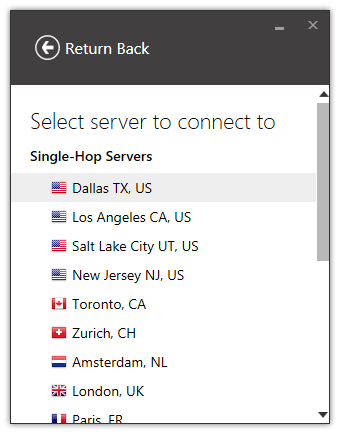 Return Back
Select server to connect to
Single-Hop Servers
Dallas TX, US
Los Angeles CA, US
Salt Lake City UT, US
New Jersey NJ, US
Toronto, CA
Zurich, CH
Amsterdam, NL
London, UK
Paris, FR